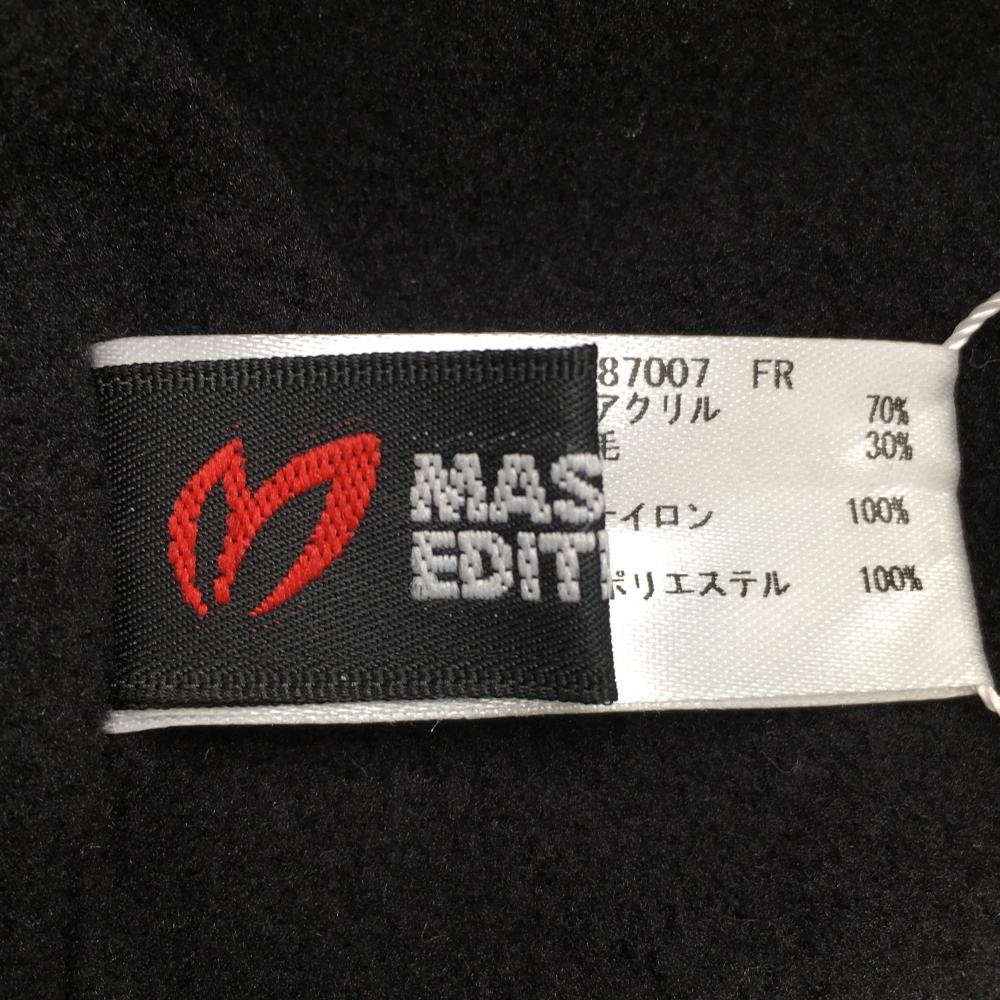 MAS
EDIT
87007 FR
アクリル 70%
毛 30%
ナイロン 100%
ポリエステル 100%